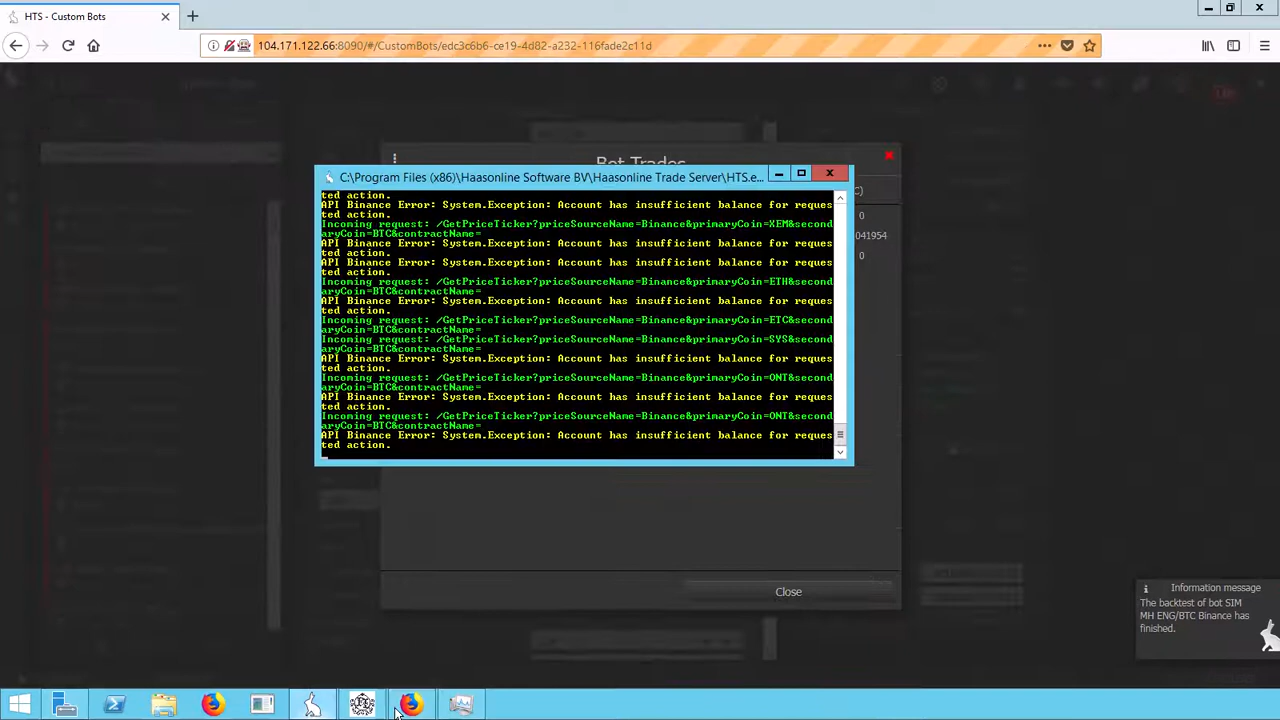 HTS - Custom Bots
104.171.122.66:8090/#/CustomBots/edc3c6b6-ce19-4d82-a232-116fade2c11d
Bot Trades
C:\Program Files (x86)\Haasonline Software BV\Haasonline Trade Server\HTS.e...
ted action.
API Binance Error: System.Exception: Account has insufficient balance for reques
ted action.
Incoming request: /GetPriceTicker?priceSourceName=Binance&primaryCoin=XEM&second
aryCoin=BTC&contractName=
API Binance Error: System.Exception: Account has insufficient balance for reques
ted action.
API Binance Error: System.Exception: Account has insufficient balance for reques
ted action.
Incoming request: /GetPriceTicker?priceSourceName=Binance&primaryCoin=ETH&second
aryCoin=BTC&contractName=
API Binance Error: System.Exception: Account has insufficient balance for reques
ted action.
Incoming request: /GetPriceTicker?priceSourceName=Binance&primaryCoin=ETC&second
aryCoin=BTC&contractName=
Incoming request: /GetPriceTicker?priceSourceName=Binance&primaryCoin=SYS&second
aryCoin=BTC&contractName=
API Binance Error: System.Exception: Account has insufficient balance for reques
ted action.
Incoming request: /GetPriceTicker?priceSourceName=Binance&primaryCoin=ONT&second
aryCoin=BTC&contractName=
API Binance Error: System.Exception: Account has insufficient balance for reques
ted action.
Incoming request: /GetPriceTicker?priceSourceName=Binance&primaryCoin=ONT&second
aryCoin=BTC&contractName=
API Binance Error: System.Exception: Account has insufficient balance for reques
ted action.
C)
0
041954
0
Close
Information message
The backtest of bot SIM
MH ENG/BTC Binance has
finished.